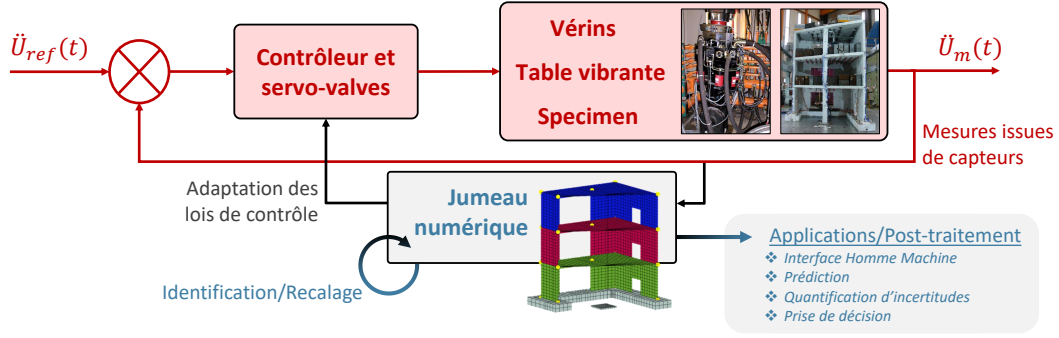 Ü_ref(t)
Contrôleur et
servo-valves
Vérins
Table vibrante
Specimen
Ü_m(t)
Mesures issues
de capteurs
Adaptation des
lois de contrôle
Jumeau
numérique
Identification/Recalage
Applications/Post-traitement
❖ Interface Homme Machine
❖ Prédiction
❖ Quantification d'incertitudes
❖ Prise de décision